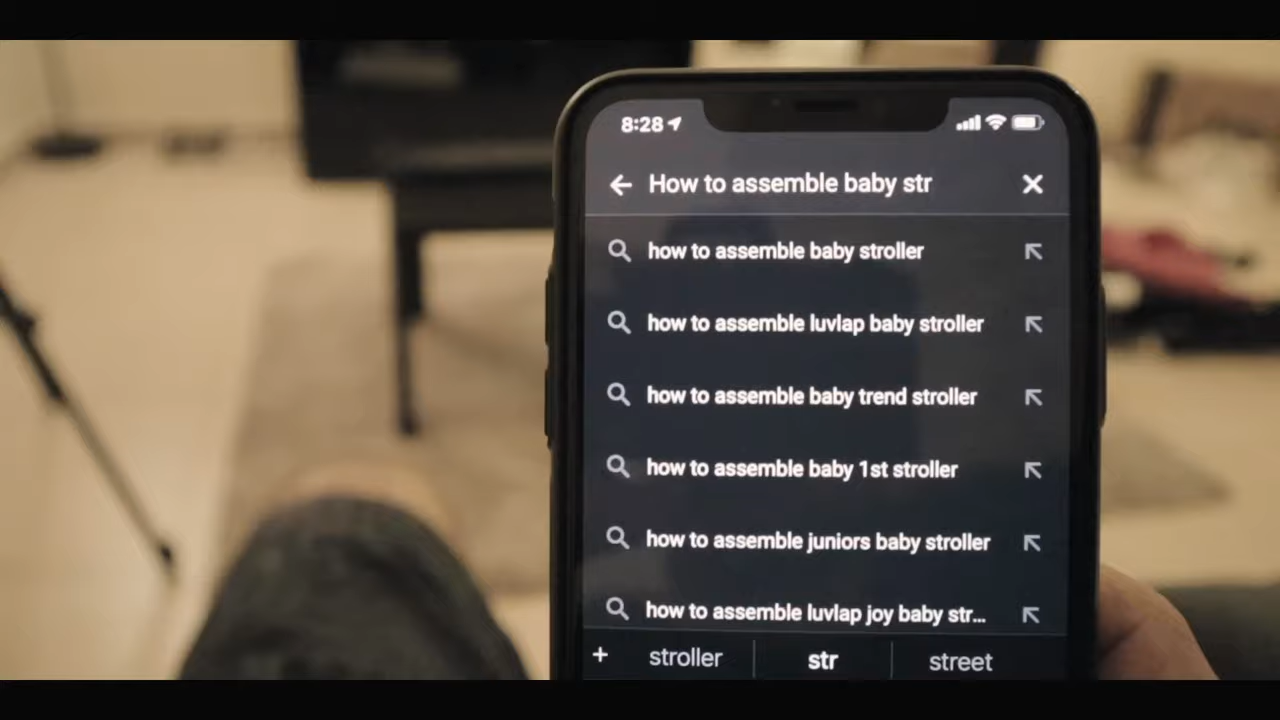 8:28
How to assemble baby str
how to assemble baby stroller
how to assemble luvlap baby stroller
how to assemble baby trend stroller
how to assemble baby 1st stroller
how to assemble juniors baby stroller
how to assemble luvlap joy baby str...
stroller str street